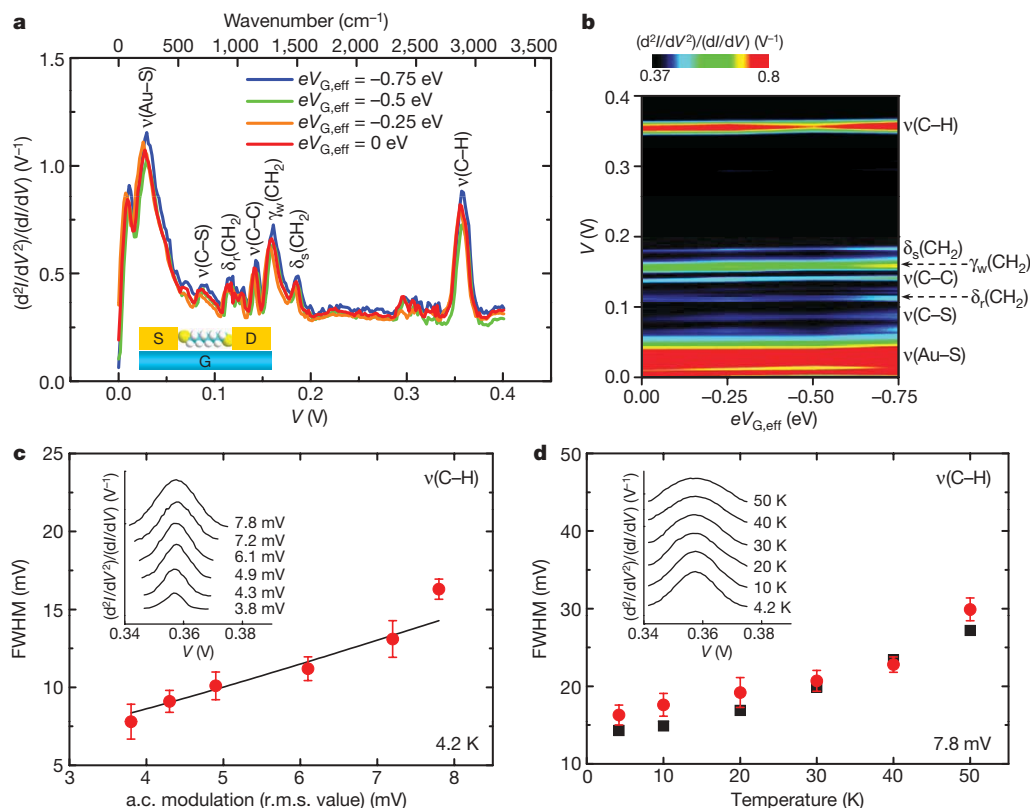 a
Wavenumber (cm⁻¹)
0 500 1,000 1,500 2,000 2,500 3,000
eV_G,eff = –0.75 eV
eV_G,eff = –0.5 eV
eV_G,eff = –0.25 eV
eV_G,eff = 0 eV
ν(Au–S)
ν(C–S)
δ_r(CH₂)
ν(C–C)
γ_w(CH₂)
δ_s(CH₂)
ν(C–H)
(d²I/dV²)/(dI/dV) (V⁻¹)
1.5
1.0
0.5
0.0
S
D
G
0.0 0.1 0.2 0.3 0.4
V (V)
b
(d²I/dV²)/(dI/dV) (V⁻¹)
0.37 0.8
V (V)
0.4
0.3
0.2
0.1
0.0
ν(C–H)
δ_s(CH₂)
γ_w(CH₂)
ν(C–C)
δ_r(CH₂)
ν(C–S)
ν(Au–S)
0.00 –0.25 –0.50 –0.75
eV_G,eff (eV)
c
FWHM (mV)
25
20
15
10
5
ν(C–H)
(d²I/dV²)/(dI/dV) (V⁻¹)
7.8 mV
7.2 mV
6.1 mV
4.9 mV
4.3 mV
3.8 mV
0.34 0.36 0.38
V (V)
4.2 K
3 4 5 6 7 8
a.c. modulation (r.m.s. value) (mV)
d
FWHM (mV)
50
40
30
20
10
0
ν(C–H)
(d²I/dV²)/(dI/dV) (V⁻¹)
50 K
40 K
30 K
20 K
10 K
4.2 K
0.34 0.36 0.38
V (V)
7.8 mV
0 10 20 30 40 50
Temperature (K)